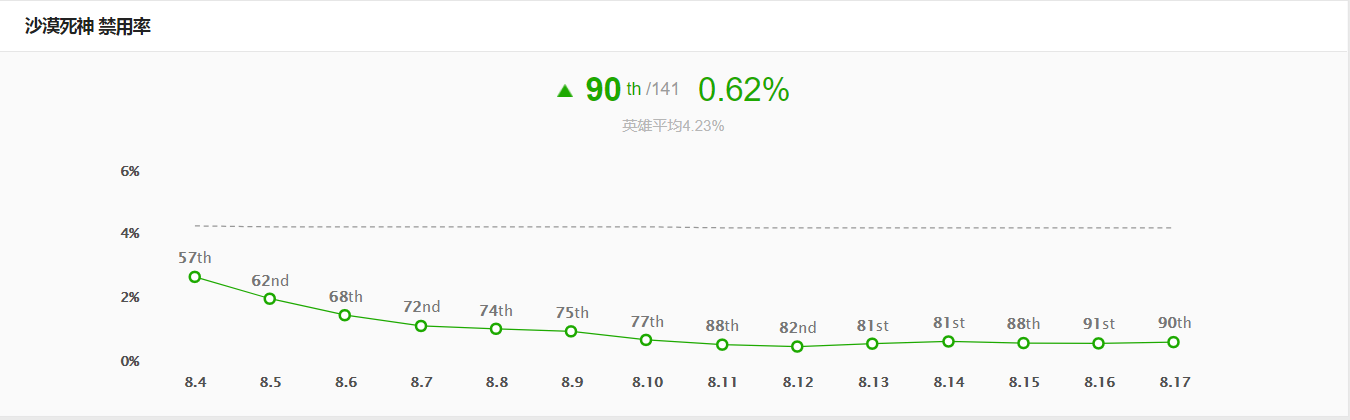 沙漠死神 禁用率
▲ 90 th /141 0.62%
英雄平均4.23%
6%
4%
2%
0%
57th 62nd 68th 72nd 74th 75th 77th 88th 82nd 81st 81st 88th 91st 90th
8.4 8.5 8.6 8.7 8.8 8.9 8.10 8.11 8.12 8.13 8.14 8.15 8.16 8.17